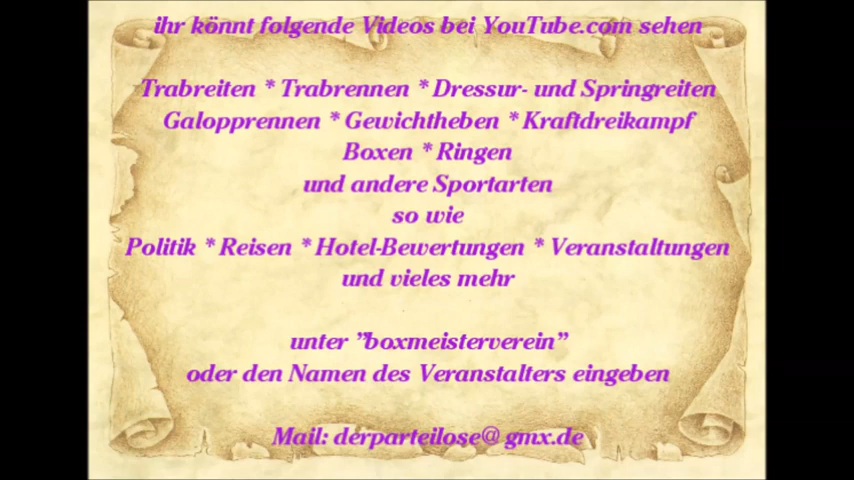 ihr könnt folgende Videos bei YouTube.com sehen
Trabreiten * Trabrennen * Dressur- und Springreiten
Galopprennen * Gewichtheben * Kraftdreikampf
Boxen * Ringen
und andere Sportarten
so wie
Politik * Reisen * Hotel-Bewertungen * Veranstaltungen
und vieles mehr
unter "boxmeisterverein"
oder den Namen des Veranstalters eingeben
Mail: derparteilose@gmx.de